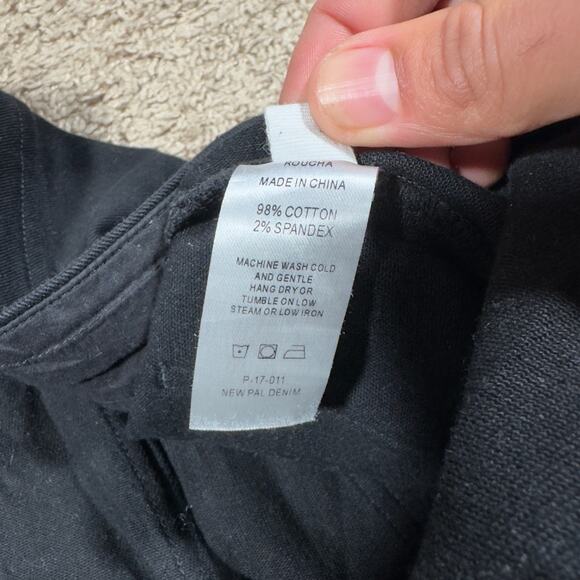 ROUCHA
MADE IN CHINA
98% COTTON
2% SPANDEX
MACHINE WASH COLD
AND GENTLE
HANG DRY OR
TUMBLE ON LOW
STEAM OR LOW IRON
P-17-011
NEW PAL DENIM